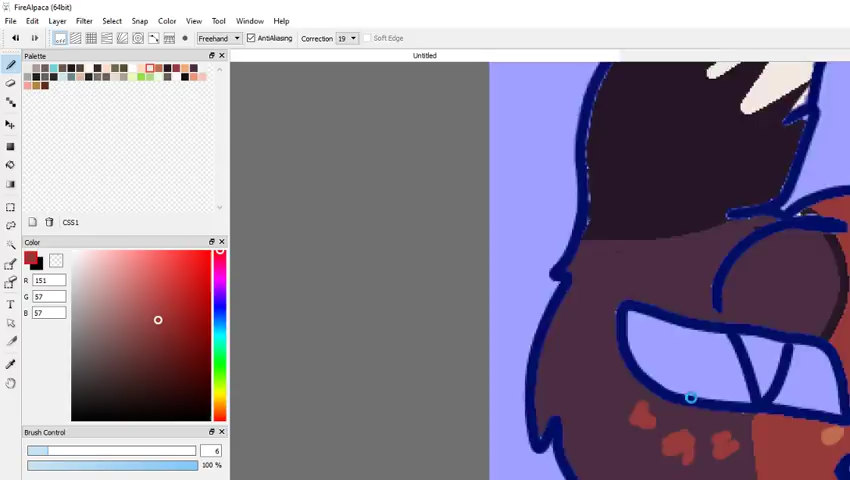 FireAlpaca (64bit)
File Edit Layer Filter Select Snap Color View Tool Window Help
off Freehand AntiAliasing Correction 19 Soft Edge
Palette Untitled
CSS1
Color
R 151
G 57
B 57
Brush Control
6
100 %